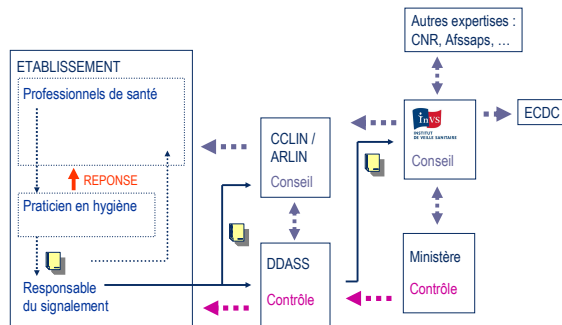 Autres expertises :
CNR, Afssaps, …
ETABLISSEMENT
Professionnels de santé
REPONSE
Praticien en hygiène
Responsable
du signalement
CCLIN /
ARLIN
Conseil
DDASS
Contrôle
InVS
INSTITUT
DE VEILLE SANITAIRE
Conseil
ECDC
Ministère
Contrôle